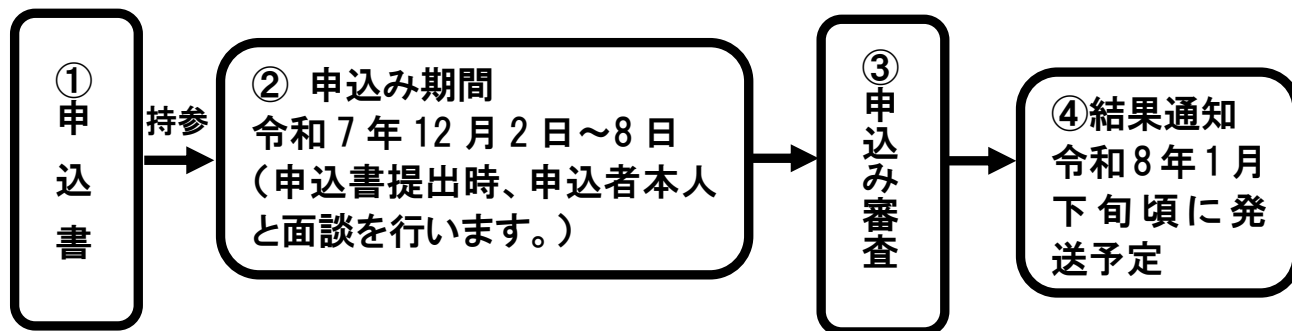 ①申込書
持参
② 申込み期間
令和7年12月2日～8日
（申込書提出時、申込者本人
と面談を行います。）
③申込み審査
④結果通知
令和8年1月
下旬頃に発
送予定